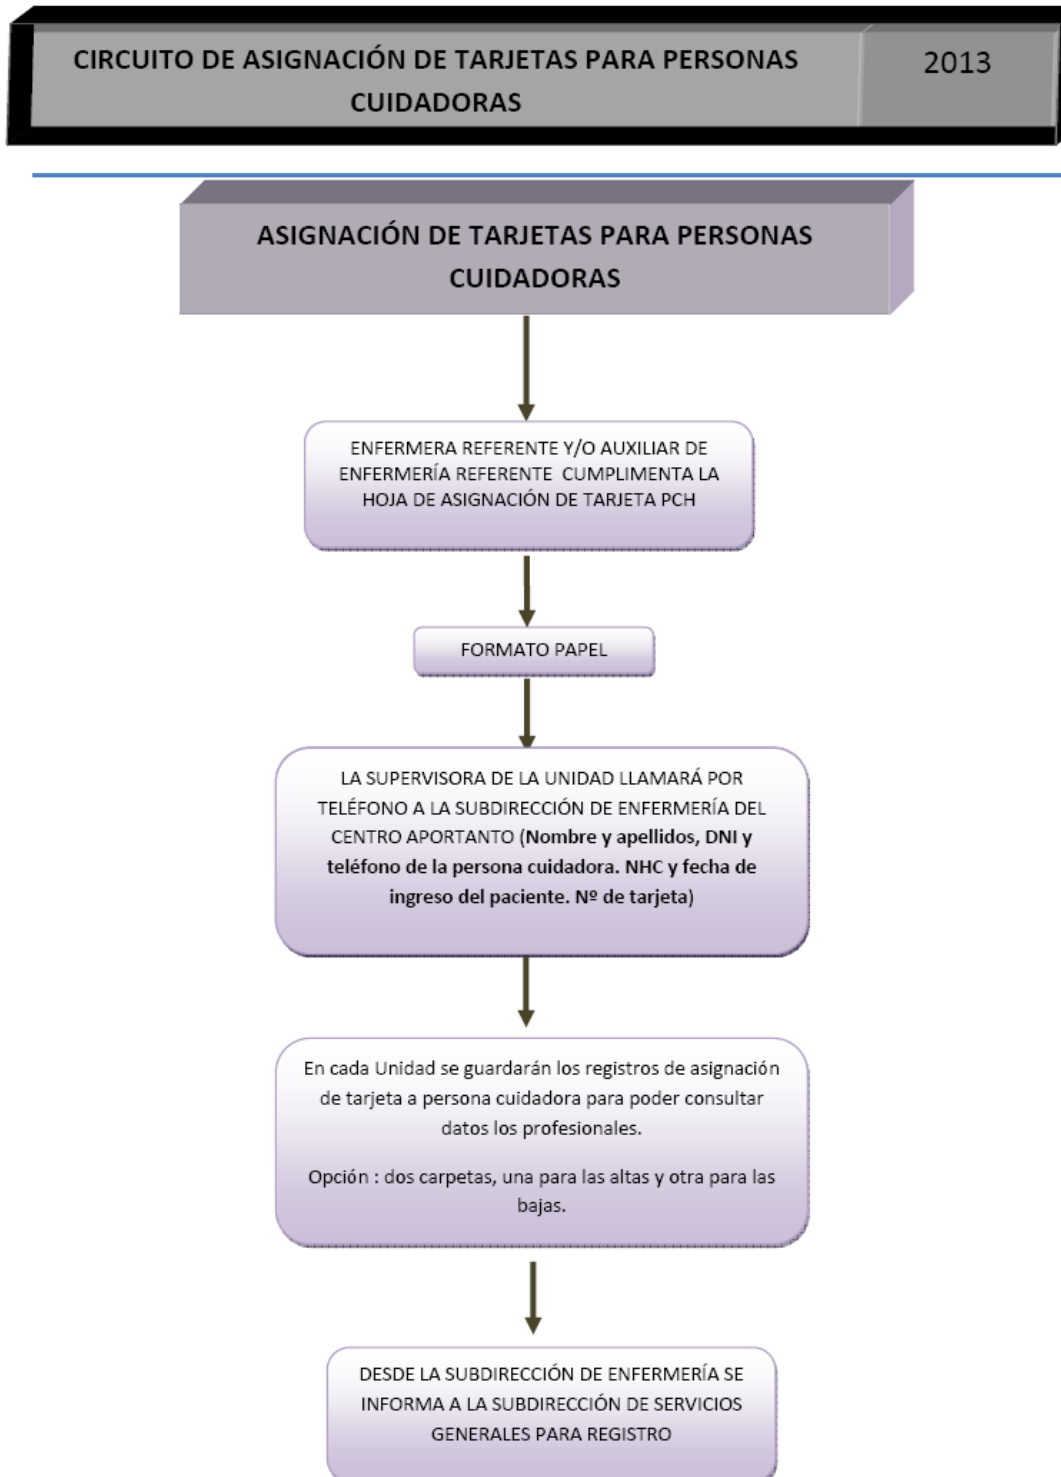 CIRCUITO DE ASIGNACIÓN DE TARJETAS PARA PERSONAS
CUIDADORAS
2013
ASIGNACIÓN DE TARJETAS PARA PERSONAS
CUIDADORAS
ENFERMERA REFERENTE Y/O AUXILIAR DE
ENFERMERÍA REFERENTE CUMPLIMENTA LA
HOJA DE ASIGNACIÓN DE TARJETA PCH
FORMATO PAPEL
LA SUPERVISORA DE LA UNIDAD LLAMARÁ POR
TELÉFONO A LA SUBDIRECCIÓN DE ENFERMERÍA DEL
CENTRO APORTANTO (Nombre y apellidos, DNI y
teléfono de la persona cuidadora. NHC y fecha de
ingreso del paciente. Nº de tarjeta)
En cada Unidad se guardarán los registros de asignación
de tarjeta a persona cuidadora para poder consultar
datos los profesionales.
Opción : dos carpetas, una para las altas y otra para las
bajas.
DESDE LA SUBDIRECCIÓN DE ENFERMERÍA SE
INFORMA A LA SUBDIRECCIÓN DE SERVICIOS
GENERALES PARA REGISTRO